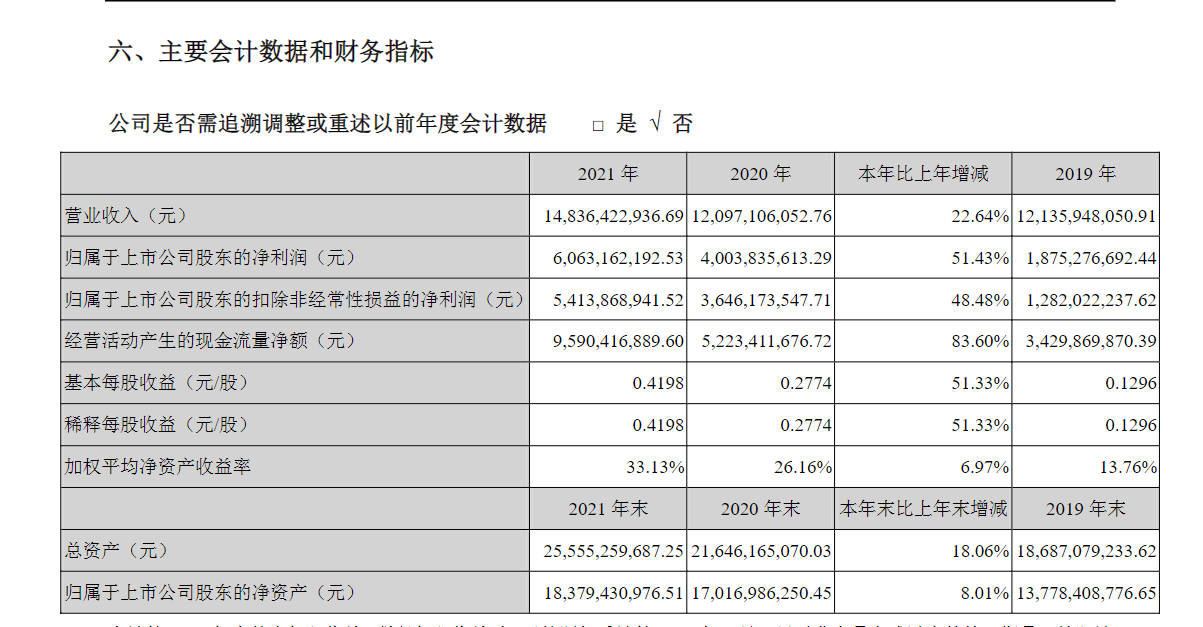 六、主要会计数据和财务指标
公司是否需追溯调整或重述以前年度会计数据 □ 是 √ 否
2021 年 2020 年 本年比上年增减 2019 年
营业收入（元） 14,836,422,936.69 12,097,106,052.76 22.64% 12,135,948,050.91
归属于上市公司股东的净利润（元） 6,063,162,192.53 4,003,835,613.29 51.43% 1,875,276,692.44
归属于上市公司股东的扣除非经常性损益的净利润（元） 5,413,868,941.52 3,646,173,547.71 48.48% 1,282,022,237.62
经营活动产生的现金流量净额（元） 9,590,416,889.60 5,223,411,676.72 83.60% 3,429,869,870.39
基本每股收益（元/股） 0.4198 0.2774 51.33% 0.1296
稀释每股收益（元/股） 0.4198 0.2774 51.33% 0.1296
加权平均净资产收益率 33.13% 26.16% 6.97% 13.76%
2021 年末 2020 年末 本年末比上年末增减 2019 年末
总资产（元） 25,555,259,687.25 21,646,165,070.03 18.06% 18,687,079,233.62
归属于上市公司股东的净资产（元） 18,379,430,976.51 17,016,986,250.45 8.01% 13,778,408,776.65